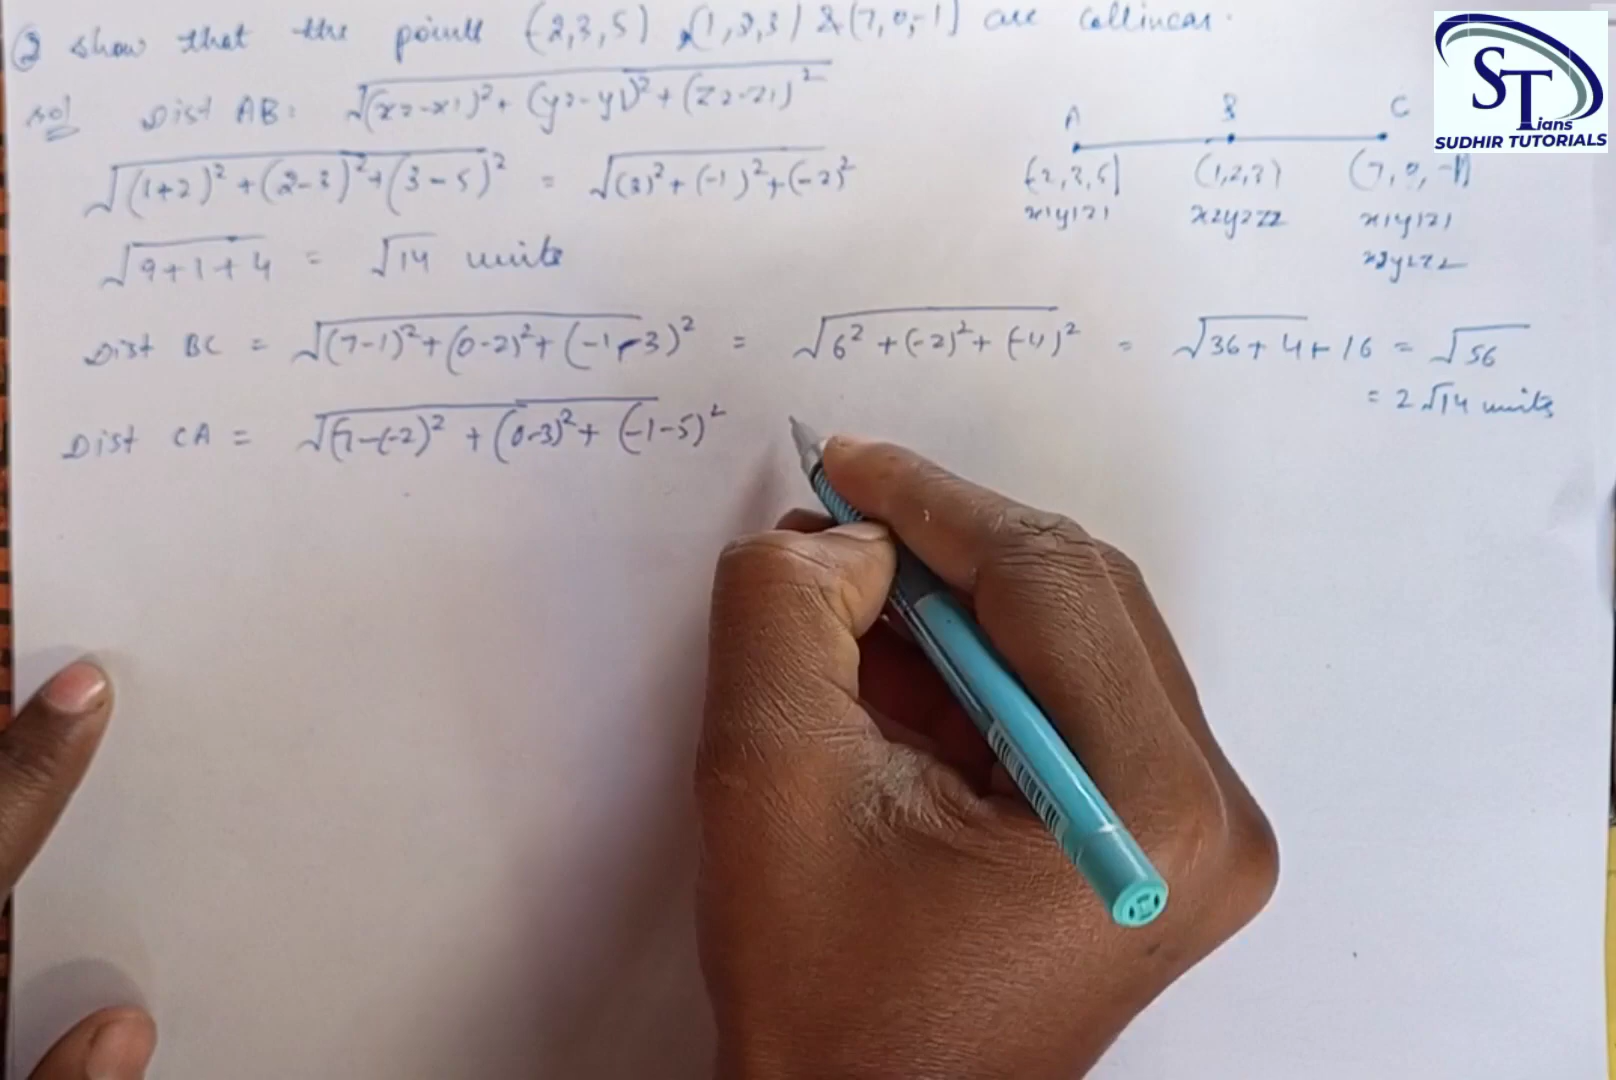 ② show that the points (-2,3,5), (1,2,3) & (7,0,-1) are collinear.
sol Dist AB: √(x2-x1)² + (y2-y1)² + (z2-z1)²
√(1+2)² + (2-3)² + (3-5)² = √(3)² + (-1)² + (-2)²
√9+1+4 = √14 units
A B C
(-2,3,5) (1,2,3) (7,0,-1)
x1y1z1 x2y2z2 x1y1z1
x2y2z2
Dist BC = √(7-1)² + (0-2)² + (-1-3)² = √6² + (-2)² + (-4)² = √36+4+16 = √56
= 2√14 units
Dist CA = √(7-(-2)² + (0-3)² + (-1-5)²
ST
ians
SUDHIR TUTORIALS